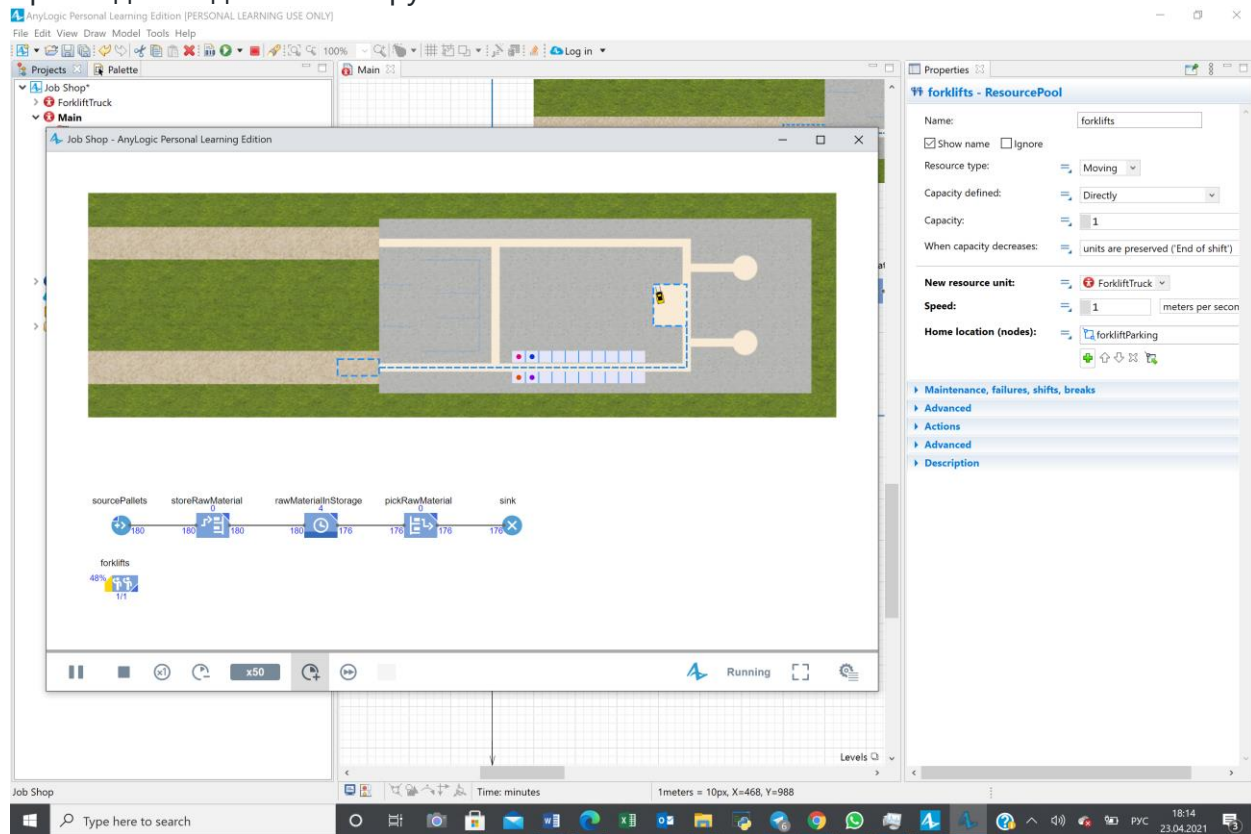 AnyLogic Personal Learning Edition [PERSONAL LEARNING USE ONLY]
File Edit View Draw Model Tools Help
100%
Log in
Projects
Palette
Main
Properties
Job Shop*
ForkliftTruck
Main
forklifts - ResourcePool
Name:
forklifts
Show name
Ignore
Resource type:
Moving
Capacity defined:
Directly
Capacity:
1
When capacity decreases:
units are preserved ('End of shift')
New resource unit:
ForkliftTruck
Speed:
1
meters per secon
Home location (nodes):
forkliftParking
Maintenance, failures, shifts, breaks
Advanced
Actions
Advanced
Description
Job Shop - AnyLogic Personal Learning Edition
sourcePallets
storeRawMaterial
rawMaterialInStorage
pickRawMaterial
sink
0
4
0
180
180
180
180
176
176
176
176
forklifts
48%
1/1
x1
x50
Running
Levels
Job Shop
Time: minutes
1meters = 10px, X=468, Y=988
Type here to search
РУС
18:14
23.04.2021